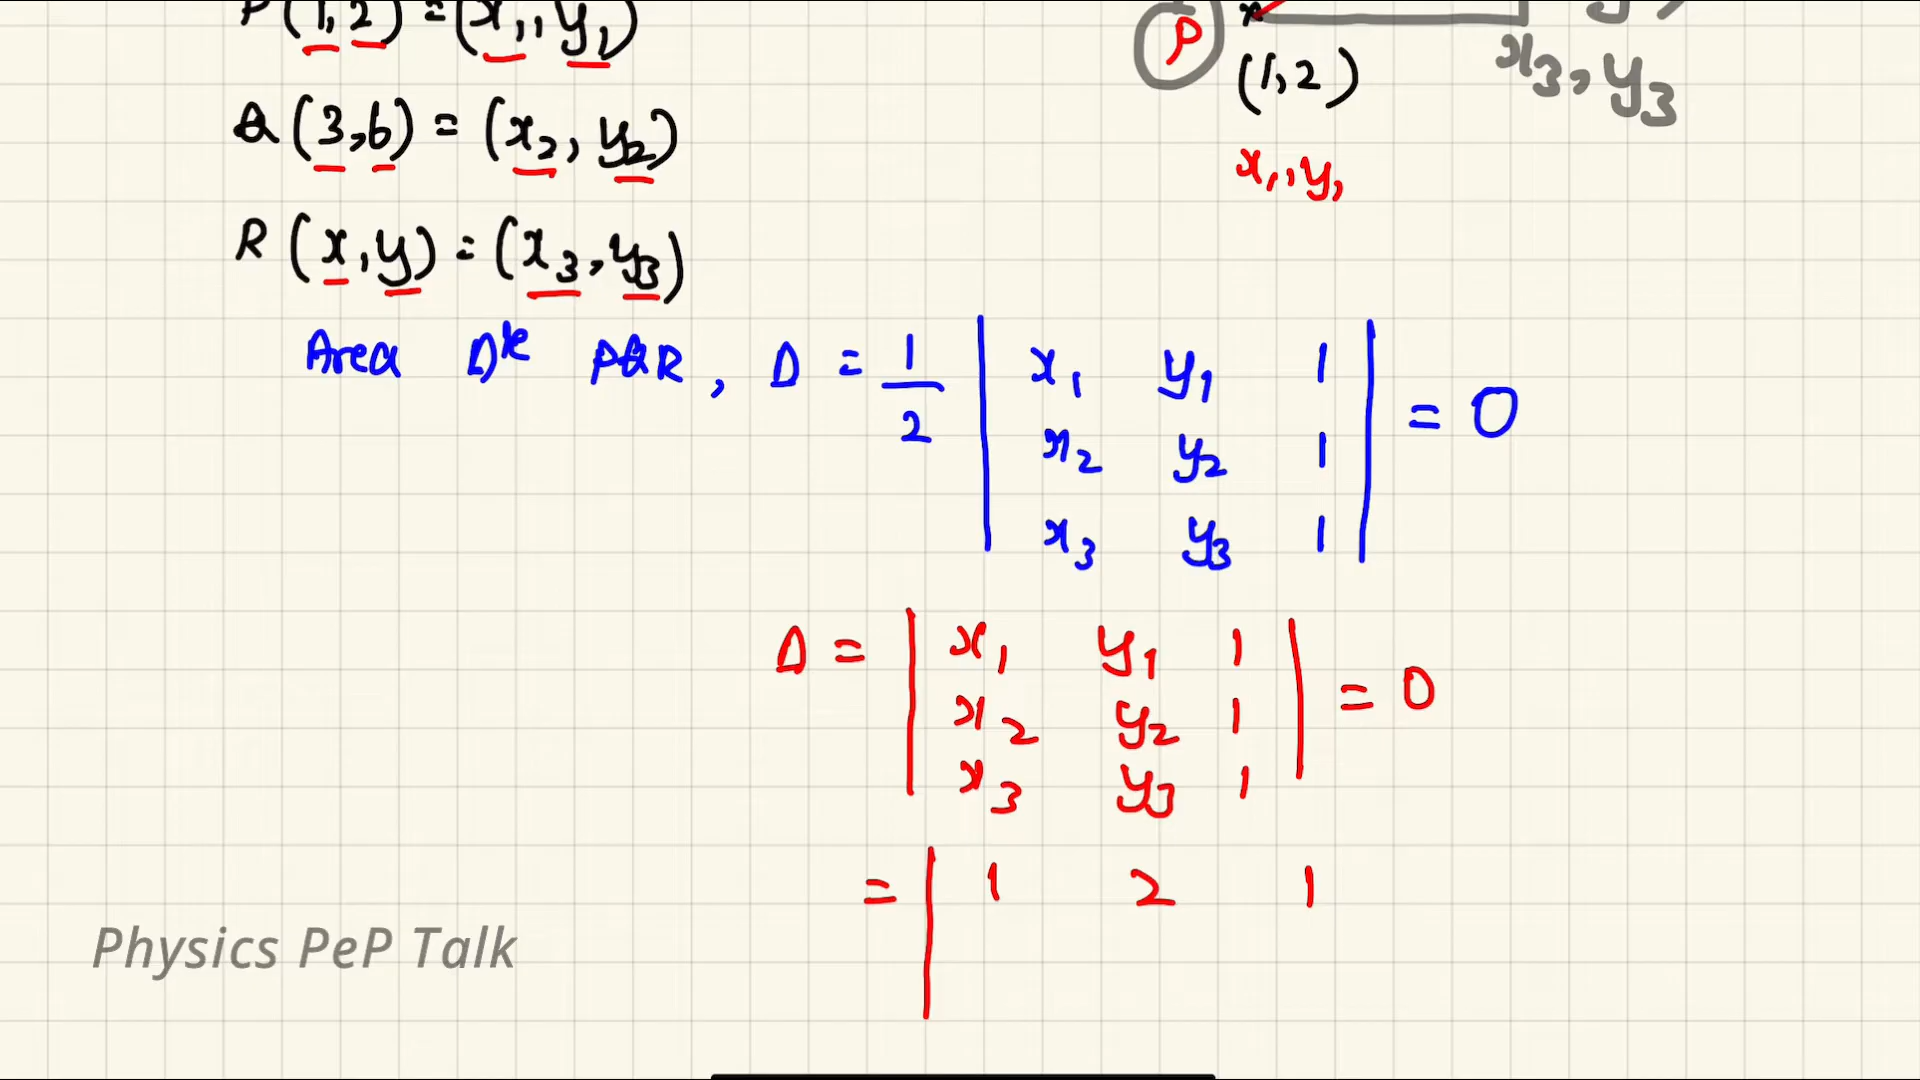 P (1,2) = (x₁, y₁)
Q (3,6) = (x₂, y₂)
R (x,y) = (x₃, y₃)
P
(1,2)
x₁, y₁
x₃, y₃
Area Δle PQR, Δ = 1/2 | x₁ y₁ 1 | = 0
x₂ y₂ 1
x₃ y₃ 1
Δ = | x₁ y₁ 1 | = 0
x₂ y₂ 1
x₃ y₃ 1
= | 1 2 1
Physics PeP Talk